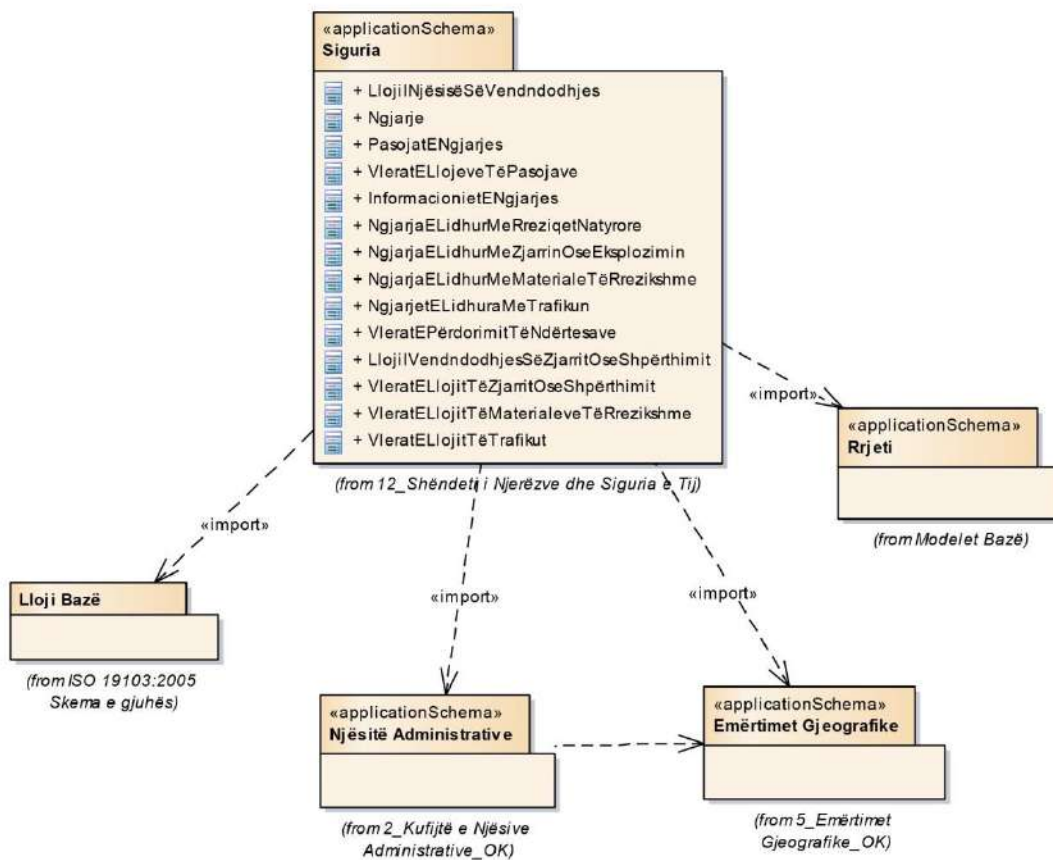 «applicationSchema»
Siguria
+ LlojiINjësisëSëVendndodhjes
+ Ngjarje
+ PasojatENgjarjes
+ VleratELlojeveTëPasojave
+ InformacionietENgjarjes
+ NgjarjaELidhurMeRreziqetNatyrore
+ NgjarjaELidhurMeZjarrinOseEksplozimin
+ NgjarjaELidhurMeMaterialeTëRrezikshme
+ NgjarjetELidhuraMeTrafikun
+ VleratEPërdorimitTëNdërtesave
+ LlojiIVendndodhjesSëZjarritOseShpërthimit
+ VleratELlojitTëZjarritOseShpërthimit
+ VleratELlojitTëMaterialeveTëRrezikshme
+ VleratELlojitTëTrafikut
(from 12_Shëndeti i Njerëzve dhe Siguria e Tij)
«import»
«applicationSchema»
Rrjeti
(from Modelet Bazë)
«import»
Lloji Bazë
(from ISO 19103:2005
Skema e gjuhës)
«import»
«import»
«applicationSchema»
Njësitë Administrative
(from 2_Kufijtë e Njësive
Administrative_OK)
«applicationSchema»
Emërtimet Gjeografike
(from 5_Emërtimet
Gjeografike_OK)